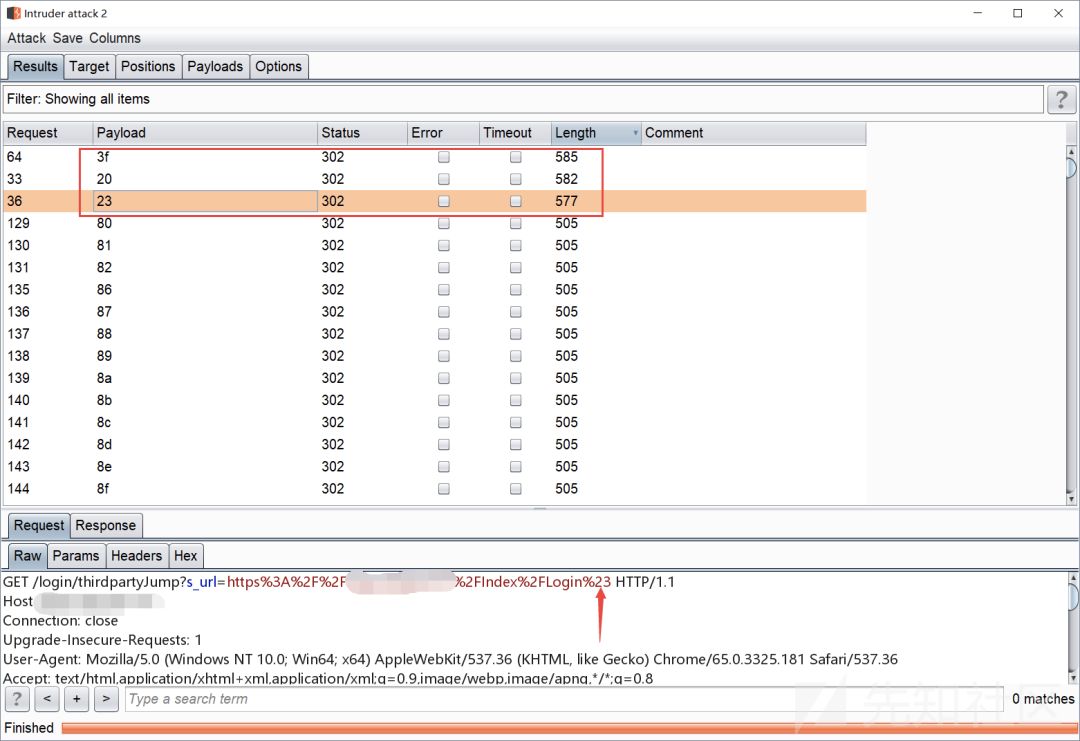 Intruder attack 2
Attack Save Columns
Results Target Positions Payloads Options
Filter: Showing all items ?
Request Payload Status Error Timeout Length Comment
64 3f 302 585
33 20 302 582
36 23 302 577
129 80 302 505
130 81 302 505
131 82 302 505
135 86 302 505
136 87 302 505
137 88 302 505
138 89 302 505
139 8a 302 505
140 8b 302 505
141 8c 302 505
142 8d 302 505
143 8e 302 505
144 8f 302 505
Request Response
Raw Params Headers Hex
GET /login/thirdpartyJump?s_url=https%3A%2F%2F %2FIndex%2FLogin%23 HTTP/1.1
Host
Connection: close
Upgrade-Insecure-Requests: 1
User-Agent: Mozilla/5.0 (Windows NT 10.0; Win64; x64) AppleWebKit/537.36 (KHTML, like Gecko) Chrome/65.0.3325.181 Safari/537.36
Accept: text/html,application/xhtml+xml,application/xml;q=0.9,image/webp,image/apng,*/*;q=0.8
? < + > Type a search term 0 matches
先知社区
Finished